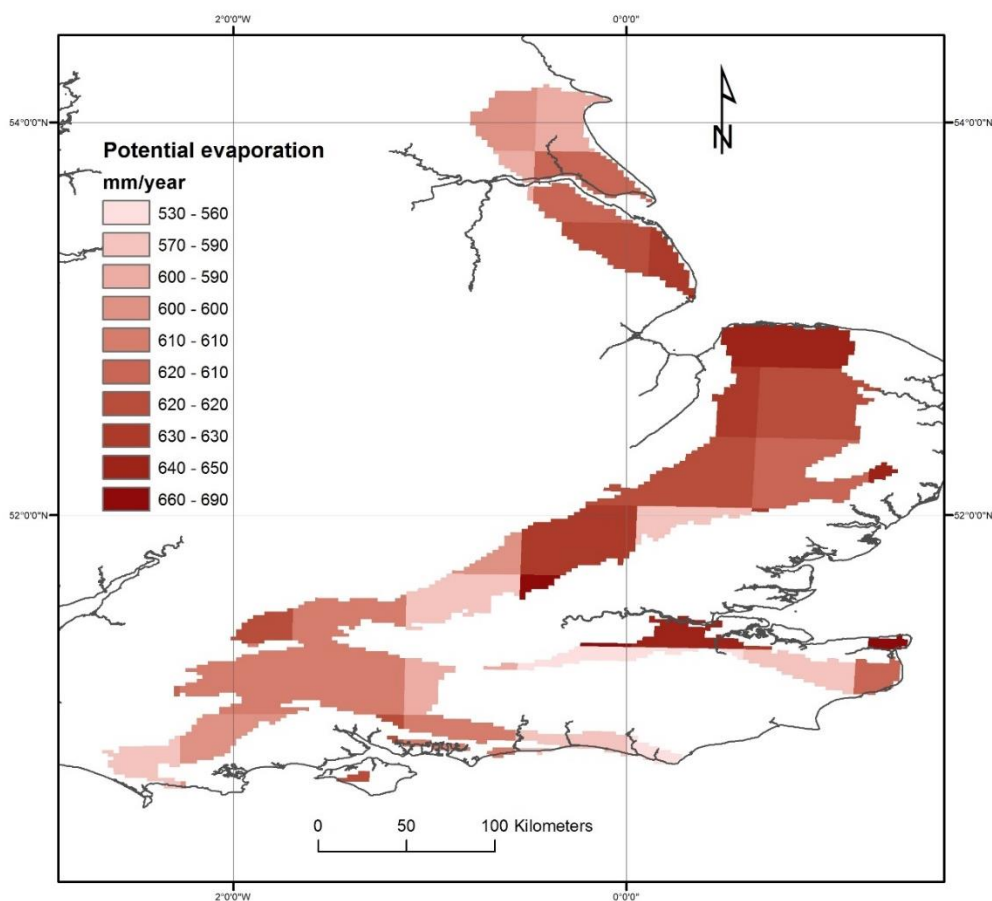 2°0'0"W 0°0'0"
54°0'0"N 54°0'0"N
N
Potential evaporation
mm/year
530 - 560
570 - 590
600 - 590
600 - 600
610 - 610
620 - 610
620 - 620
630 - 630
640 - 650
660 - 690
52°0'0"N 52°0'0"N
0 50 100 Kilometers
2°0'0"W 0°0'0"